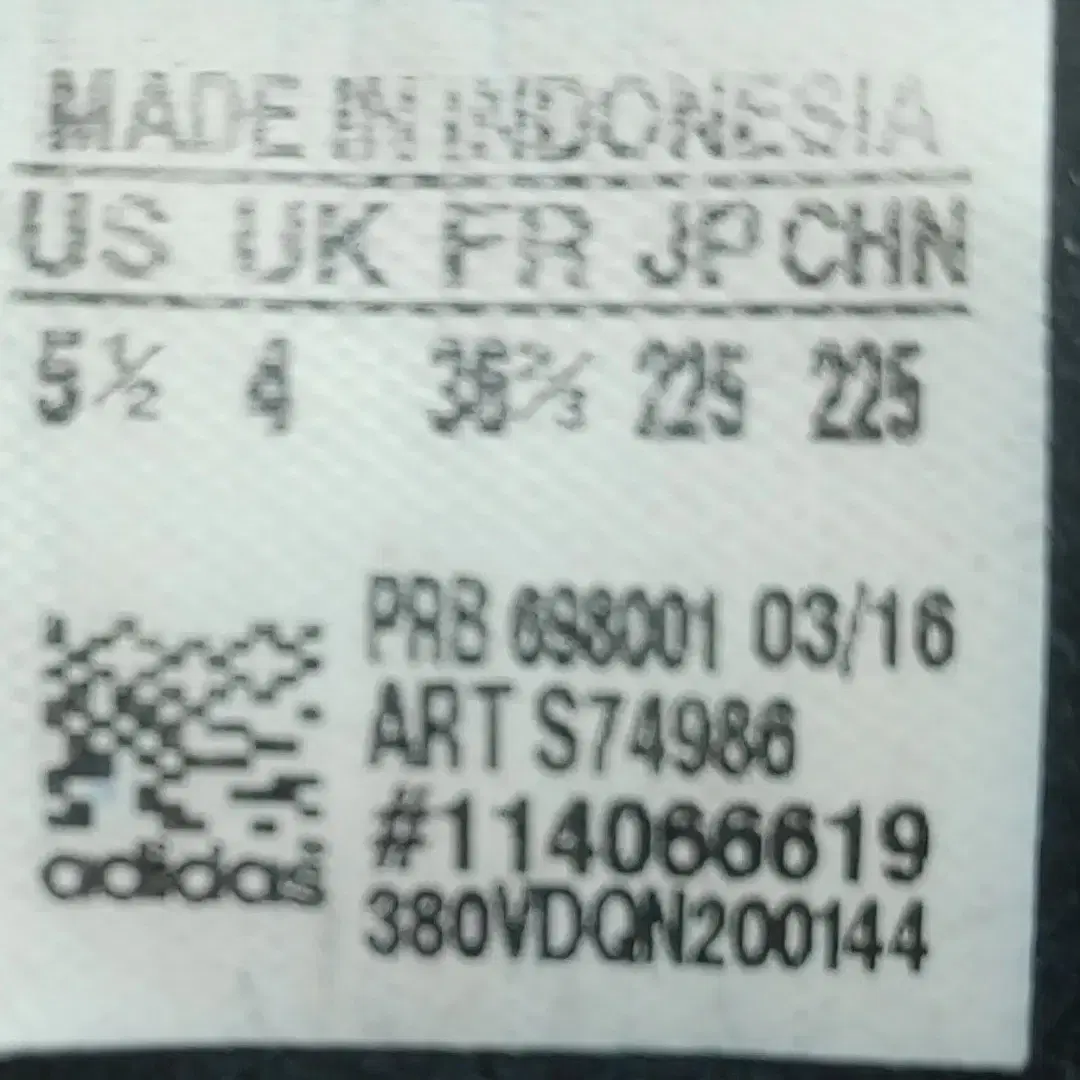 MADE IN INDONESIA
US UK FR JP CHN
5½ 4 36⅔ 225 225
PRB 698001 03/16
ART S74986
#114066619
380VDQN200144
adidas